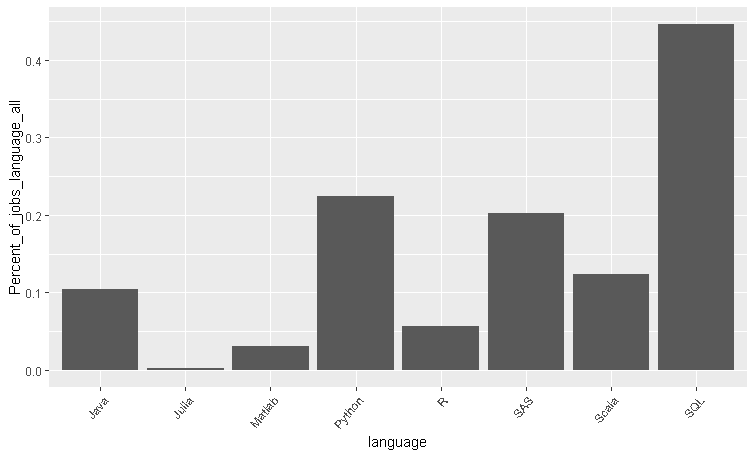 Percent_of_jobs_language_all
0.4
0.3
0.2
0.1
0.0
Java
Julia
Matlab
Python
R
SAS
Scala
SQL
language